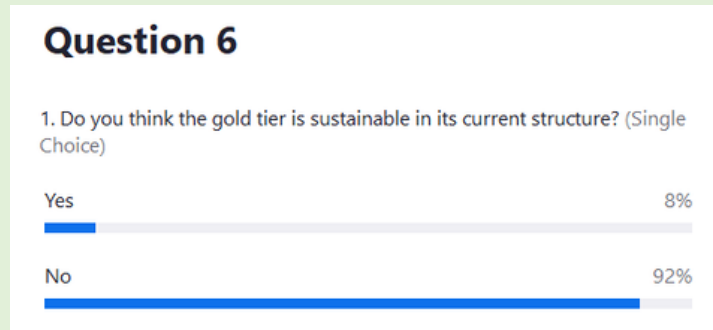 Question 6
1. Do you think the gold tier is sustainable in its current structure? (Single
Choice)
Yes 8%
No 92%